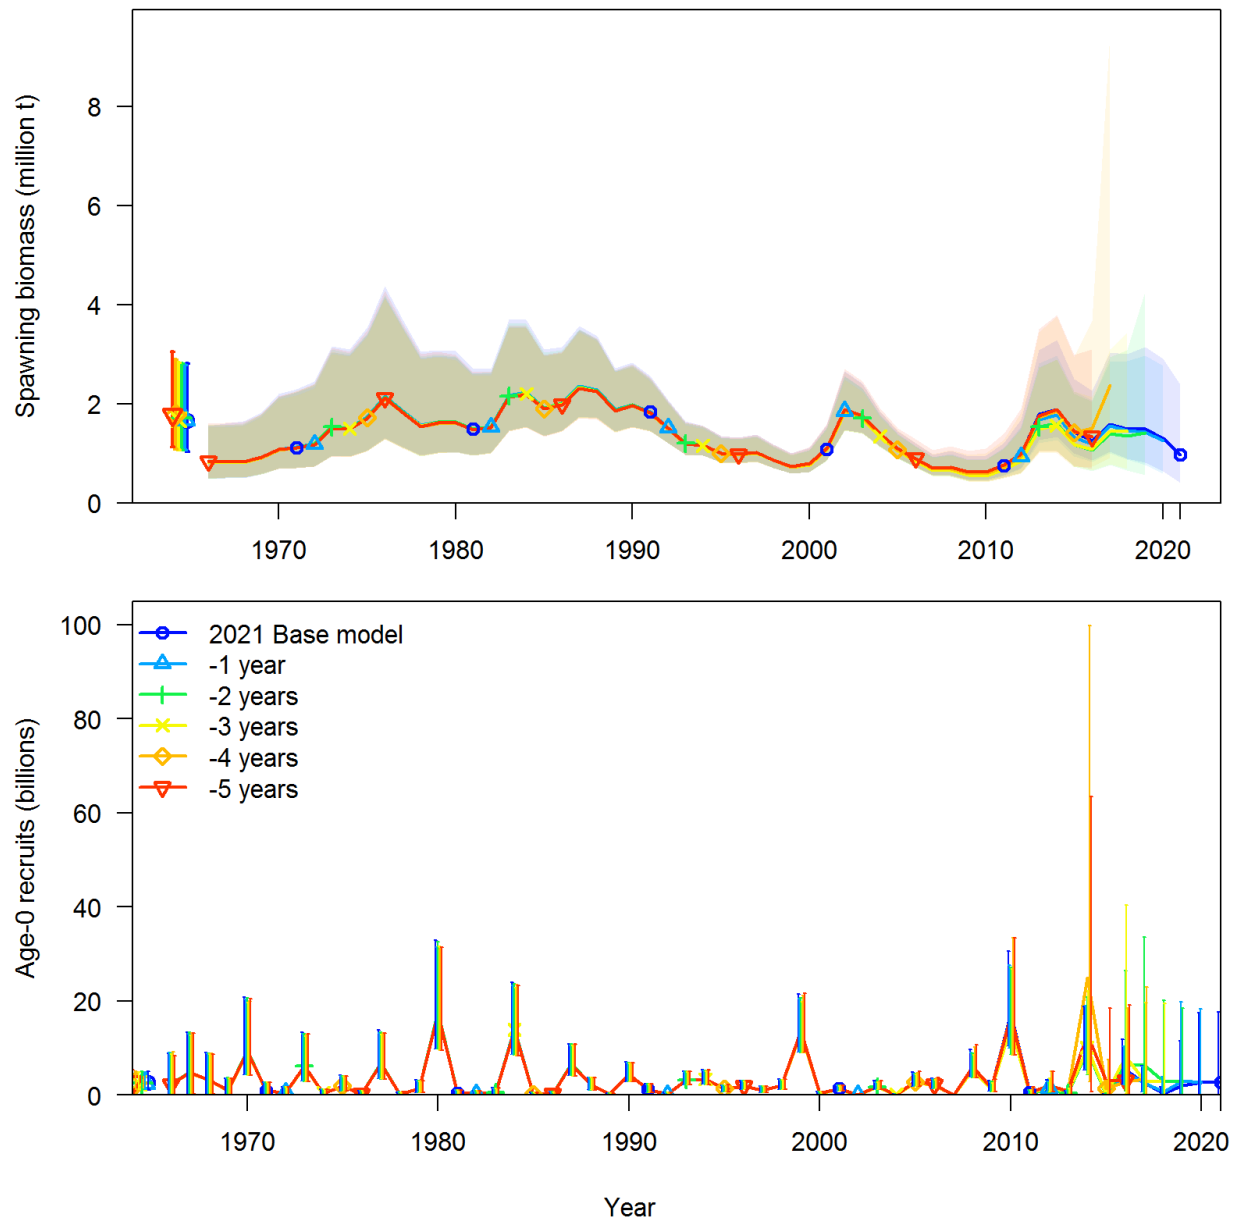 Spawning biomass (million t)
8
6
4
2
0
1970 1980 1990 2000 2010 2020
Age-0 recruits (billions)
100
80
60
40
20
0
2021 Base model
-1 year
-2 years
-3 years
-4 years
-5 years
1970 1980 1990 2000 2010 2020
Year